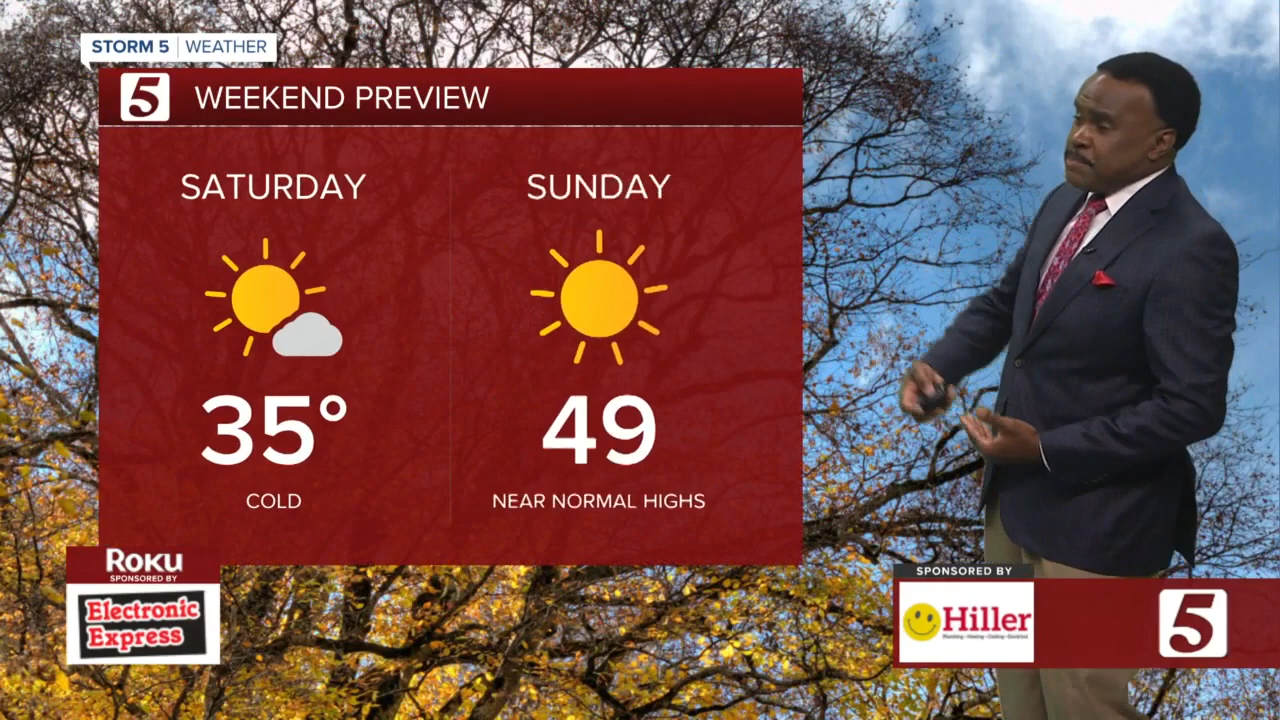 STORM 5 | WEATHER
5 WEEKEND PREVIEW
SATURDAY
35°
COLD
SUNDAY
49
NEAR NORMAL HIGHS
Roku
SPONSORED BY
Electronic
Express
SPONSORED BY
Hiller
Plumbing • Heating • Cooling • Electrical
5